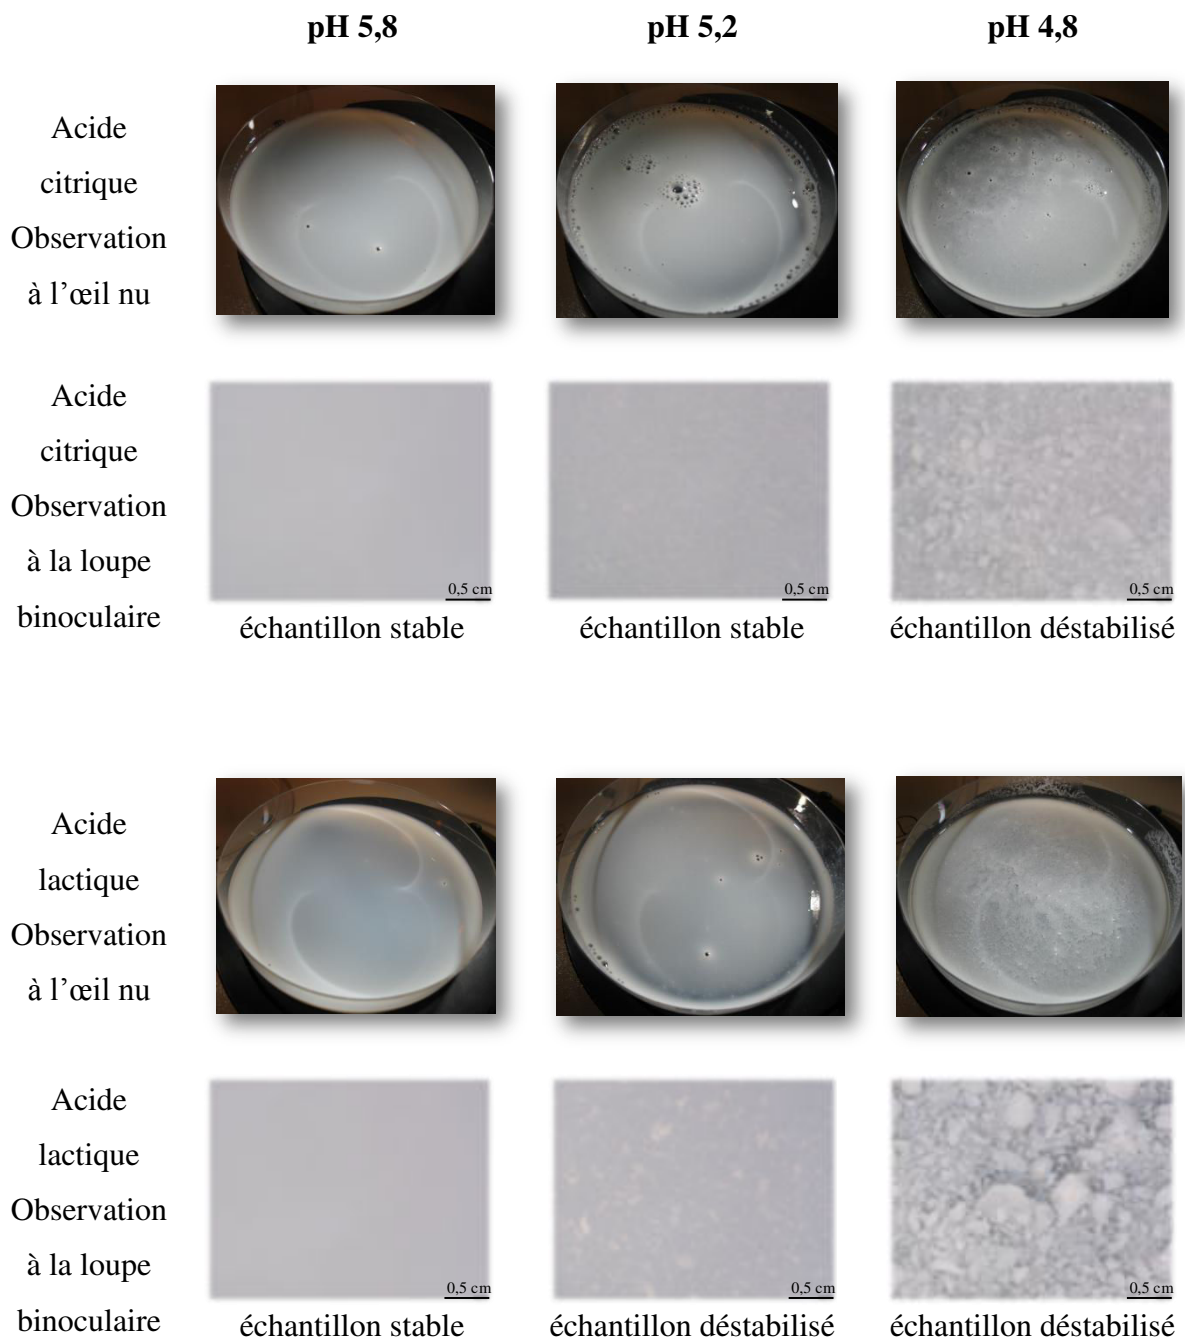 pH 5,8 pH 5,2 pH 4,8
Acide
citrique
Observation
à l’œil nu
Acide
citrique
Observation
à la loupe
binoculaire
0,5 cm 0,5 cm 0,5 cm
échantillon stable échantillon stable échantillon déstabilisé
Acide
lactique
Observation
à l’œil nu
Acide
lactique
Observation
à la loupe
binoculaire
0,5 cm 0,5 cm 0,5 cm
échantillon stable échantillon déstabilisé échantillon déstabilisé